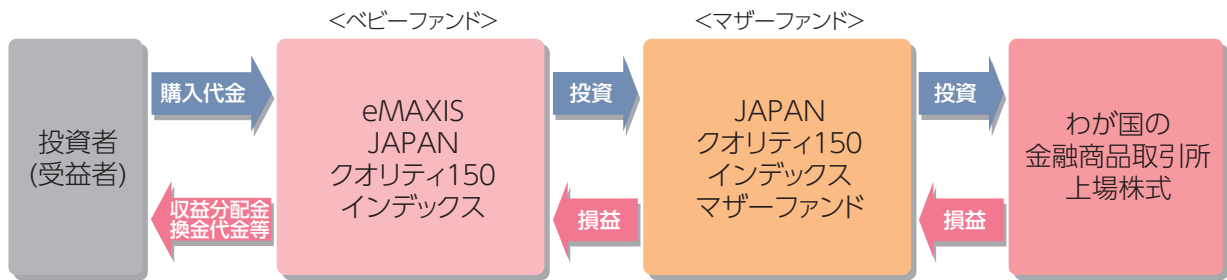 <ベビーファンド>
<マザーファンド>
投資者
(受益者)
購入代金
収益分配金
換金代金等
eMAXIS
JAPAN
クオリティ150
インデックス
投資
損益
JAPAN
クオリティ150
インデックス
マザーファンド
投資
損益
わが国の
金融商品取引所
上場株式